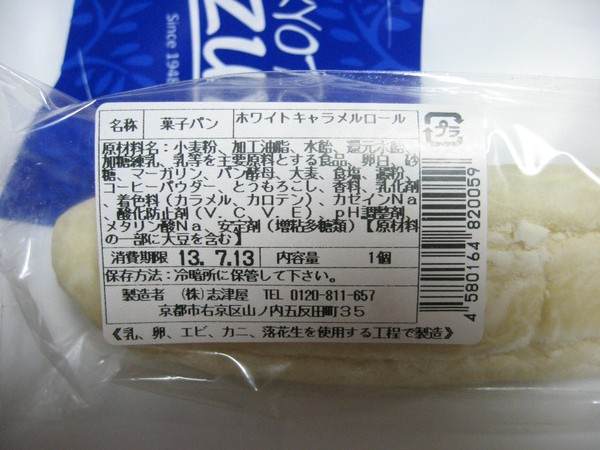 KYOT
zu
Since 1948
名称 菓子パン ホワイトキャラメルロール
プラ
原材料名：小麦粉、加工油脂、水飴、還元水飴、
加糖練乳、乳等を主要原料とする食品、卵白、砂
糖、マーガリン、パン酵母、大麦、食塩、澱粉、
コーヒーパウダー、とうもろこし、香料、乳化剤
、着色料（カラメル、カロテン）、カゼインNa
、酸化防止剤（V．C、V．E）、pH調整剤、
メタリン酸Na、安定剤（増粘多糖類）【原材料
の一部に大豆を含む】
消費期限 13. 7.13 内容量 1個
保存方法：冷暗所に保管して下さい。
製造者 （株）志津屋 TEL 0120-811-657
京都市右京区山ノ内五反田町35
《乳、卵、エビ、カニ、落花生を使用する工程で製造》
4 580164 820059